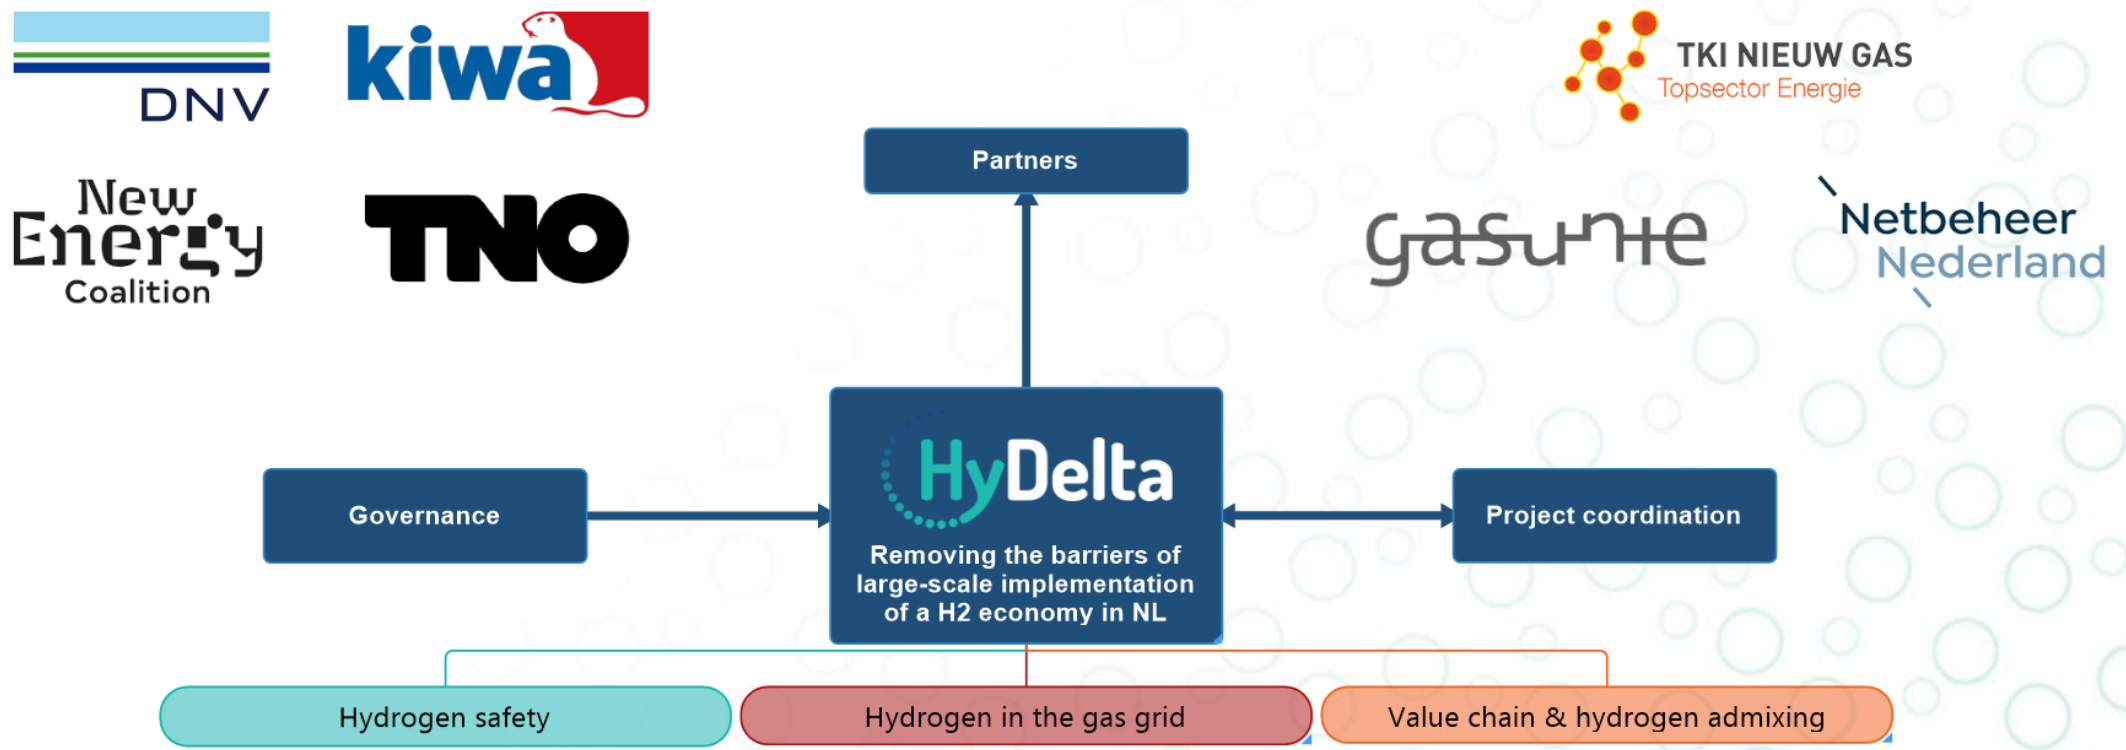 DNV
kiwa
TKI NIEUW GAS
Topsector Energie
Partners
New
Energy
Coalition
TNO
gasunie
Netbeheer
Nederland
HyDelta
Governance
Removing the barriers of
large-scale implementation
of a H2 economy in NL
Project coordination
Hydrogen safety
Hydrogen in the gas grid
Value chain & hydrogen admixing